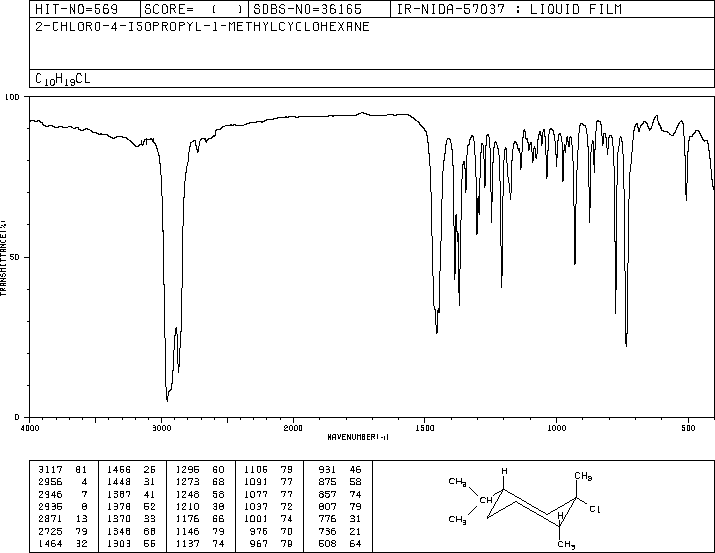 HIT-NO=569 SCORE= ( ) SDBS-NO=36165 IR-NIDA-57037 : LIQUID FILM
2-CHLORO-4-ISOPROPYL-1-METHYLCYCLOHEXANE
C10H19CL
100
50
0
TRANSMITTANCE(%)
4000 3000 2000 1500 1000 500
WAVENUMBER(-1)
3117 81 1466 26 1296 60 1106 79 931 46
2956 4 1448 31 1273 68 1091 77 875 58
2946 7 1387 41 1248 58 1077 77 857 74
2935 8 1378 52 1210 38 1037 72 807 79
2871 13 1370 33 1176 66 1001 74 776 31
2725 79 1348 68 1146 79 976 70 736 21
1464 32 1303 55 1137 74 967 79 508 64
H
CH3
CH3
CH
CL
CH3
H
CH3